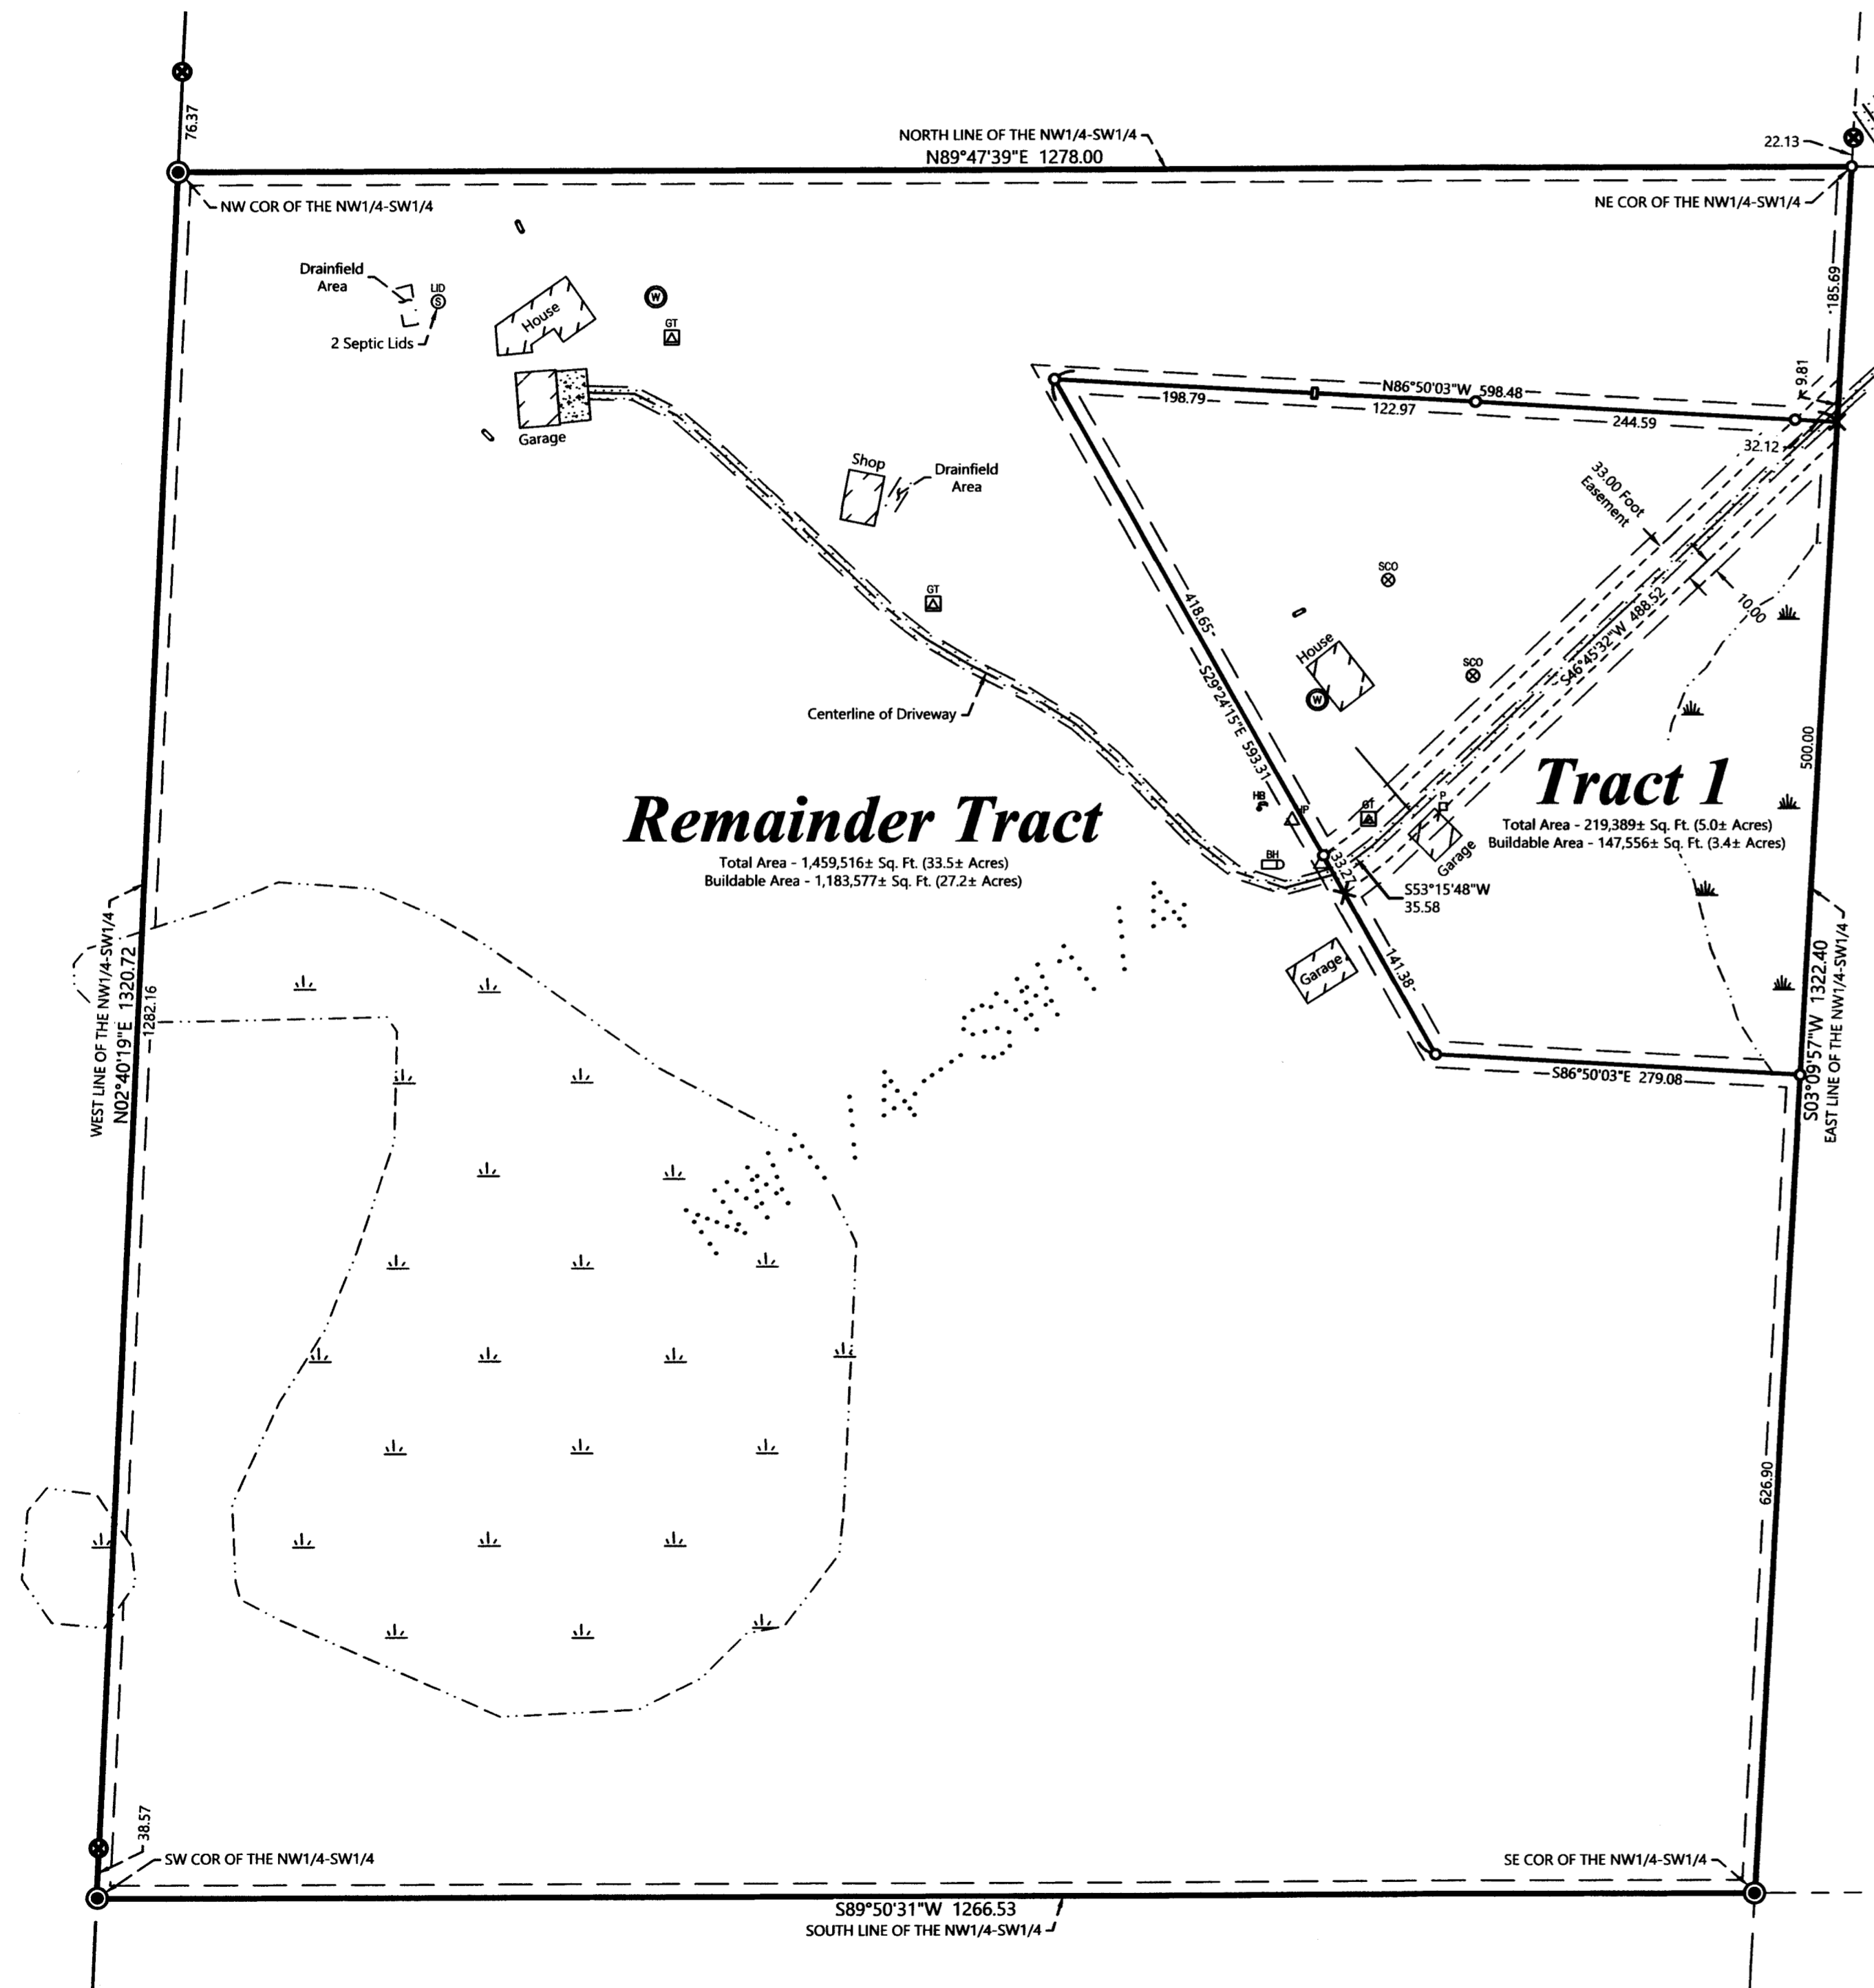 76.37
NORTH LINE OF THE NW1/4-SW1/4
N89°47'39"E 1278.00
22.13
NW COR OF THE NW1/4-SW1/4
NE COR OF THE NW1/4-SW1/4
Drainfield
Area
LID
S
2 Septic Lids
House
W
GT
Garage
185.69
9.81
N86°50'03"W 598.48
198.79
122.97
244.59
32.12
33.00 Foot
Easement
Shop
Drainfield
Area
GT
Centerline of Driveway
418.65
S29°24'15"E 593.31
SCO
SCO
House
W
S46°45'32"W 488.52
10.00
500.00
Remainder Tract
Total Area - 1,459,516± Sq. Ft. (33.5± Acres)
Buildable Area - 1,183,577± Sq. Ft. (27.2± Acres)
Tract 1
Total Area - 219,389± Sq. Ft. (5.0± Acres)
Buildable Area - 147,556± Sq. Ft. (3.4± Acres)
HB
GT
P
BH
Garage
33.27
S53°15'48"W
35.58
Garage
141.38
S86°50'03"E 279.08
WEST LINE OF THE NW1/4-SW1/4
N02°40'19"E 1320.72
1282.16
S03°09'57"W 1322.40
EAST LINE OF THE NW1/4-SW1/4
NW1/4-SW1/4
626.90
38.57
SW COR OF THE NW1/4-SW1/4
SE COR OF THE NW1/4-SW1/4
S89°50'31"W 1266.53
SOUTH LINE OF THE NW1/4-SW1/4